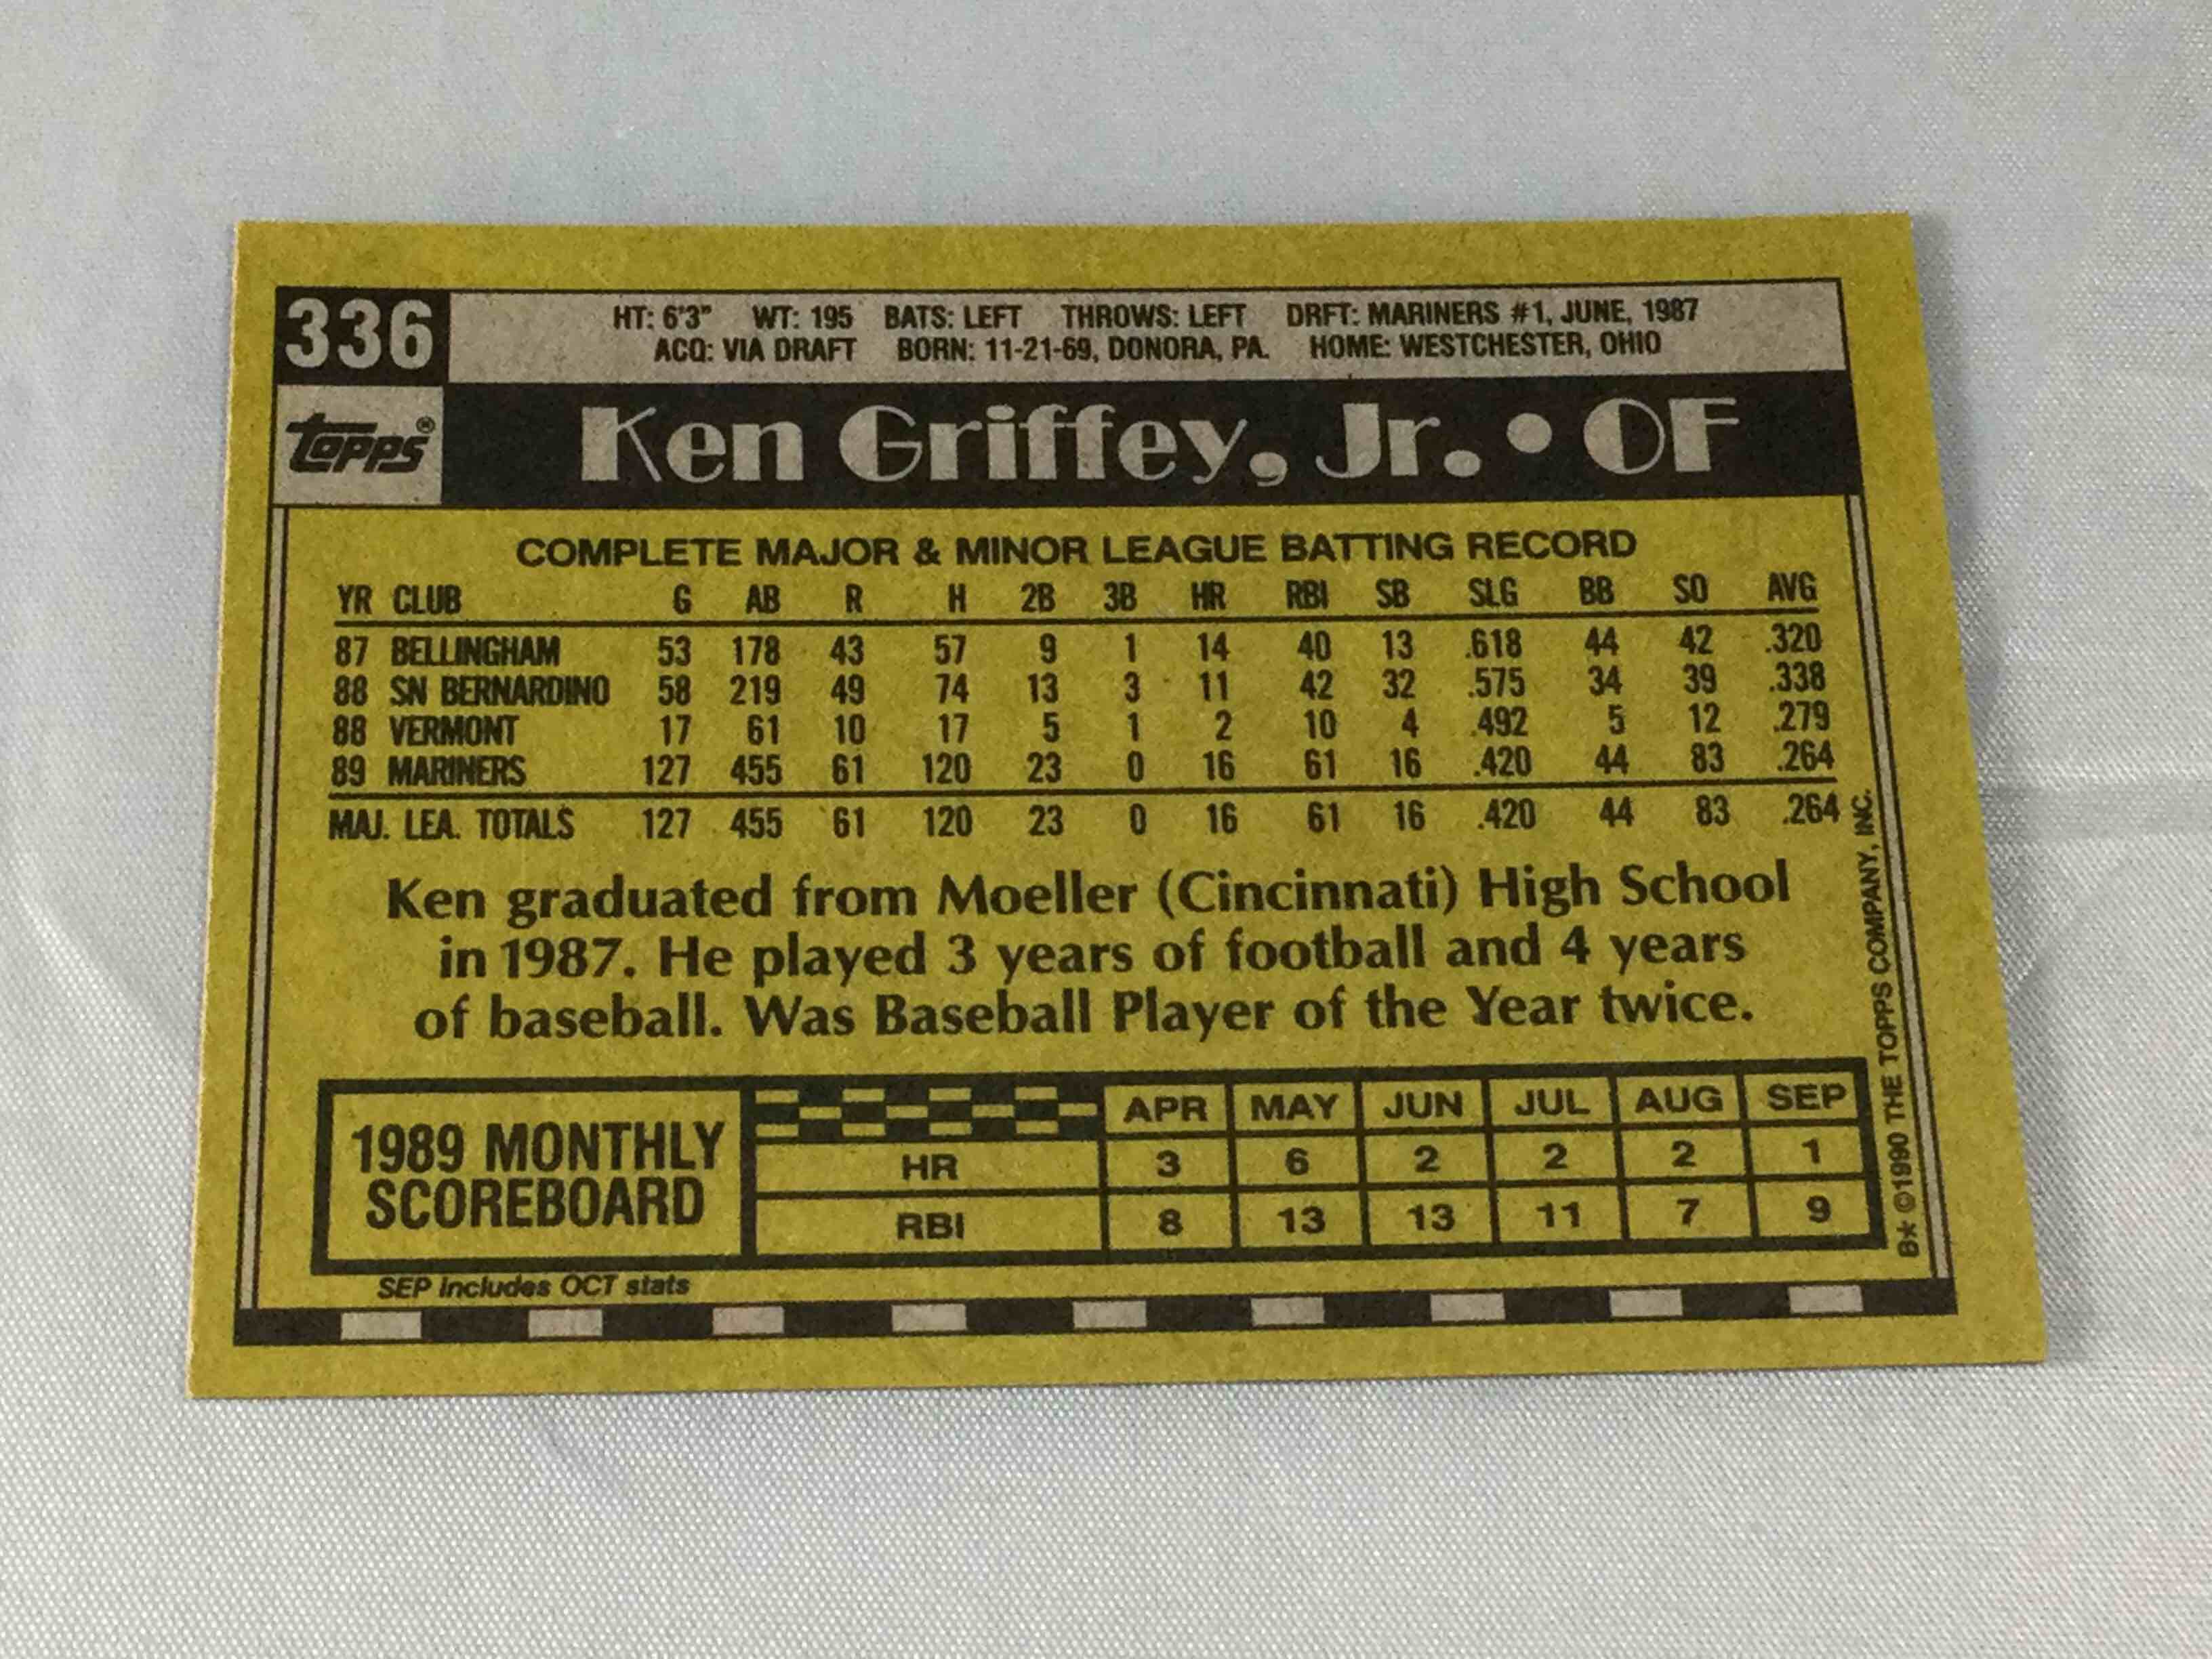 336
HT: 6'3" WT: 195 BATS: LEFT THROWS: LEFT DRFT: MARINERS #1, JUNE, 1987
ACQ: VIA DRAFT BORN: 11-21-69, DONORA, PA. HOME: WESTCHESTER, OHIO
TOPPS®
Ken Griffey, Jr. • OF
COMPLETE MAJOR & MINOR LEAGUE BATTING RECORD
YR CLUB G AB R H 2B 3B HR RBI SB SLG BB SO AVG
87 BELLINGHAM 53 178 43 57 9 1 14 40 13 .618 44 42 .320
88 SN BERNARDINO 58 219 49 74 13 3 11 42 32 .575 34 39 .338
88 VERMONT 17 61 10 17 5 1 2 10 4 .492 5 12 .279
89 MARINERS 127 455 61 120 23 0 16 61 16 .420 44 83 .264
MAJ. LEA. TOTALS 127 455 61 120 23 0 16 61 16 .420 44 83 .264
Ken graduated from Moeller (Cincinnati) High School
in 1987. He played 3 years of football and 4 years
of baseball. Was Baseball Player of the Year twice.
1989 MONTHLY
SCOREBOARD
APR MAY JUN JUL AUG SEP
HR 3 6 2 2 2 1
RBI 8 13 13 11 7 9
SEP includes OCT stats
B* ©1990 THE TOPPS COMPANY, INC.